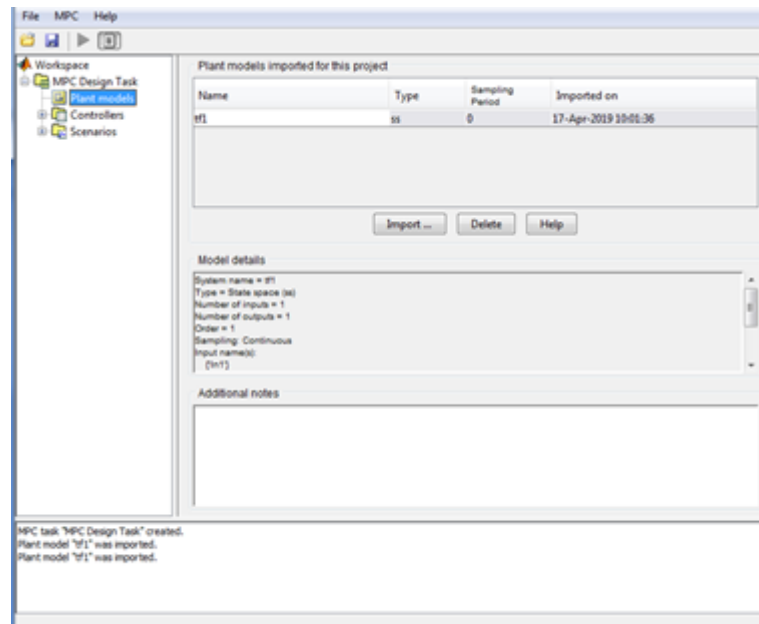 File MPC Help
Workspace
MPC Design Task
Plant models
Controllers
Scenarios
Plant models imported for this project
Name Type Sampling Period Imported on
tf1 ss 0 17-Apr-2019 10:01:36
Import ... Delete Help
Model details
System name = tf1
Type = State space (ss)
Number of inputs = 1
Number of outputs = 1
Order = 1
Sampling: Continuous
Input name(s):
{'In1'}
Additional notes
MPC task "MPC Design Task" created.
Plant model "tf1" was imported.
Plant model "tf1" was imported.